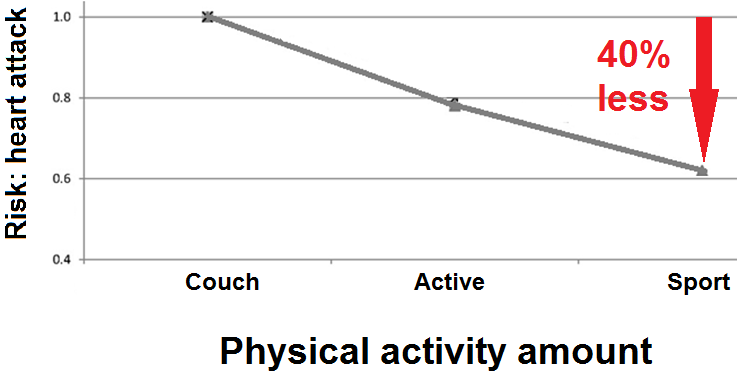 Risk: heart attack
1.0
0.8
0.6
0.4
40%
less
Couch
Active
Sport
Physical activity amount